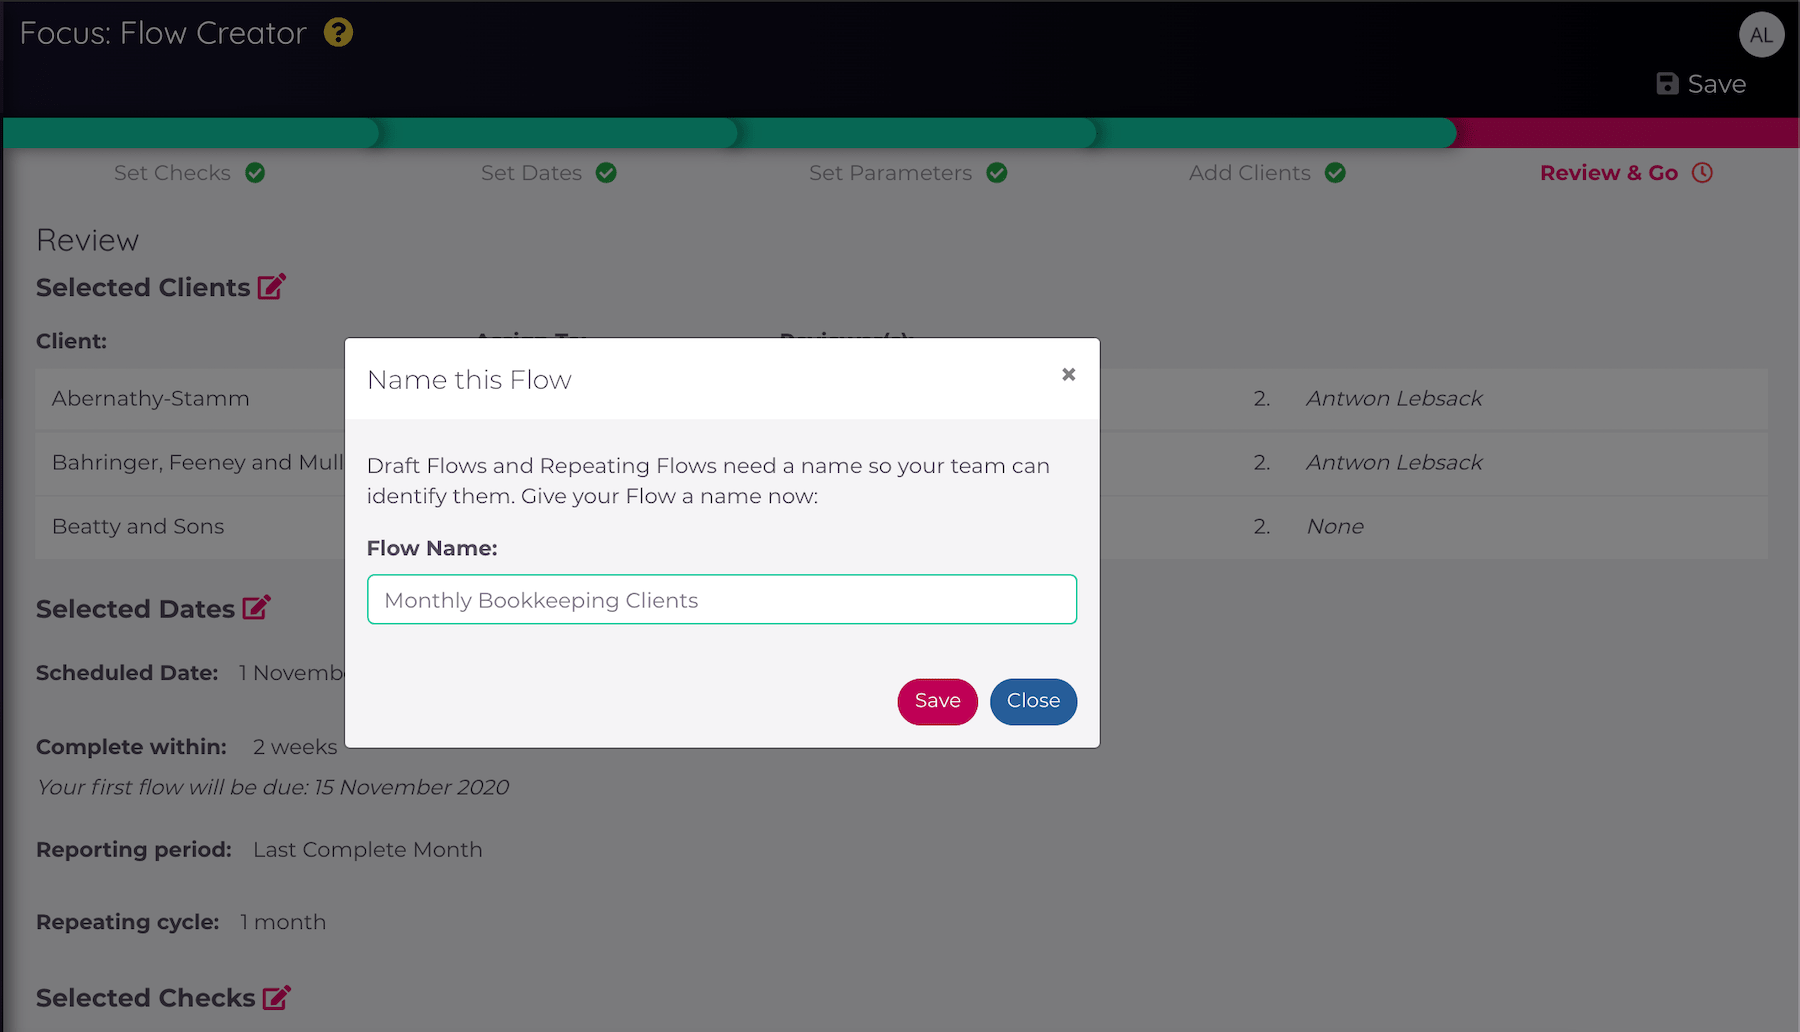 Focus: Flow Creator ?
AL
Save
Set Checks
Set Dates
Set Parameters
Add Clients
Review & Go
Review
Selected Clients
Client:
Assign To:
Reviewer(s):
Abernathy-Stamm
2. Antwon Lebsack
Bahringer, Feeney and Mull
2. Antwon Lebsack
Beatty and Sons
2. None
Name this Flow
×
Draft Flows and Repeating Flows need a name so your team can
identify them. Give your Flow a name now:
Flow Name:
Monthly Bookkeeping Clients
Save
Close
Selected Dates
Scheduled Date: 1 Novemb
Complete within: 2 weeks
Your first flow will be due: 15 November 2020
Reporting period: Last Complete Month
Repeating cycle: 1 month
Selected Checks